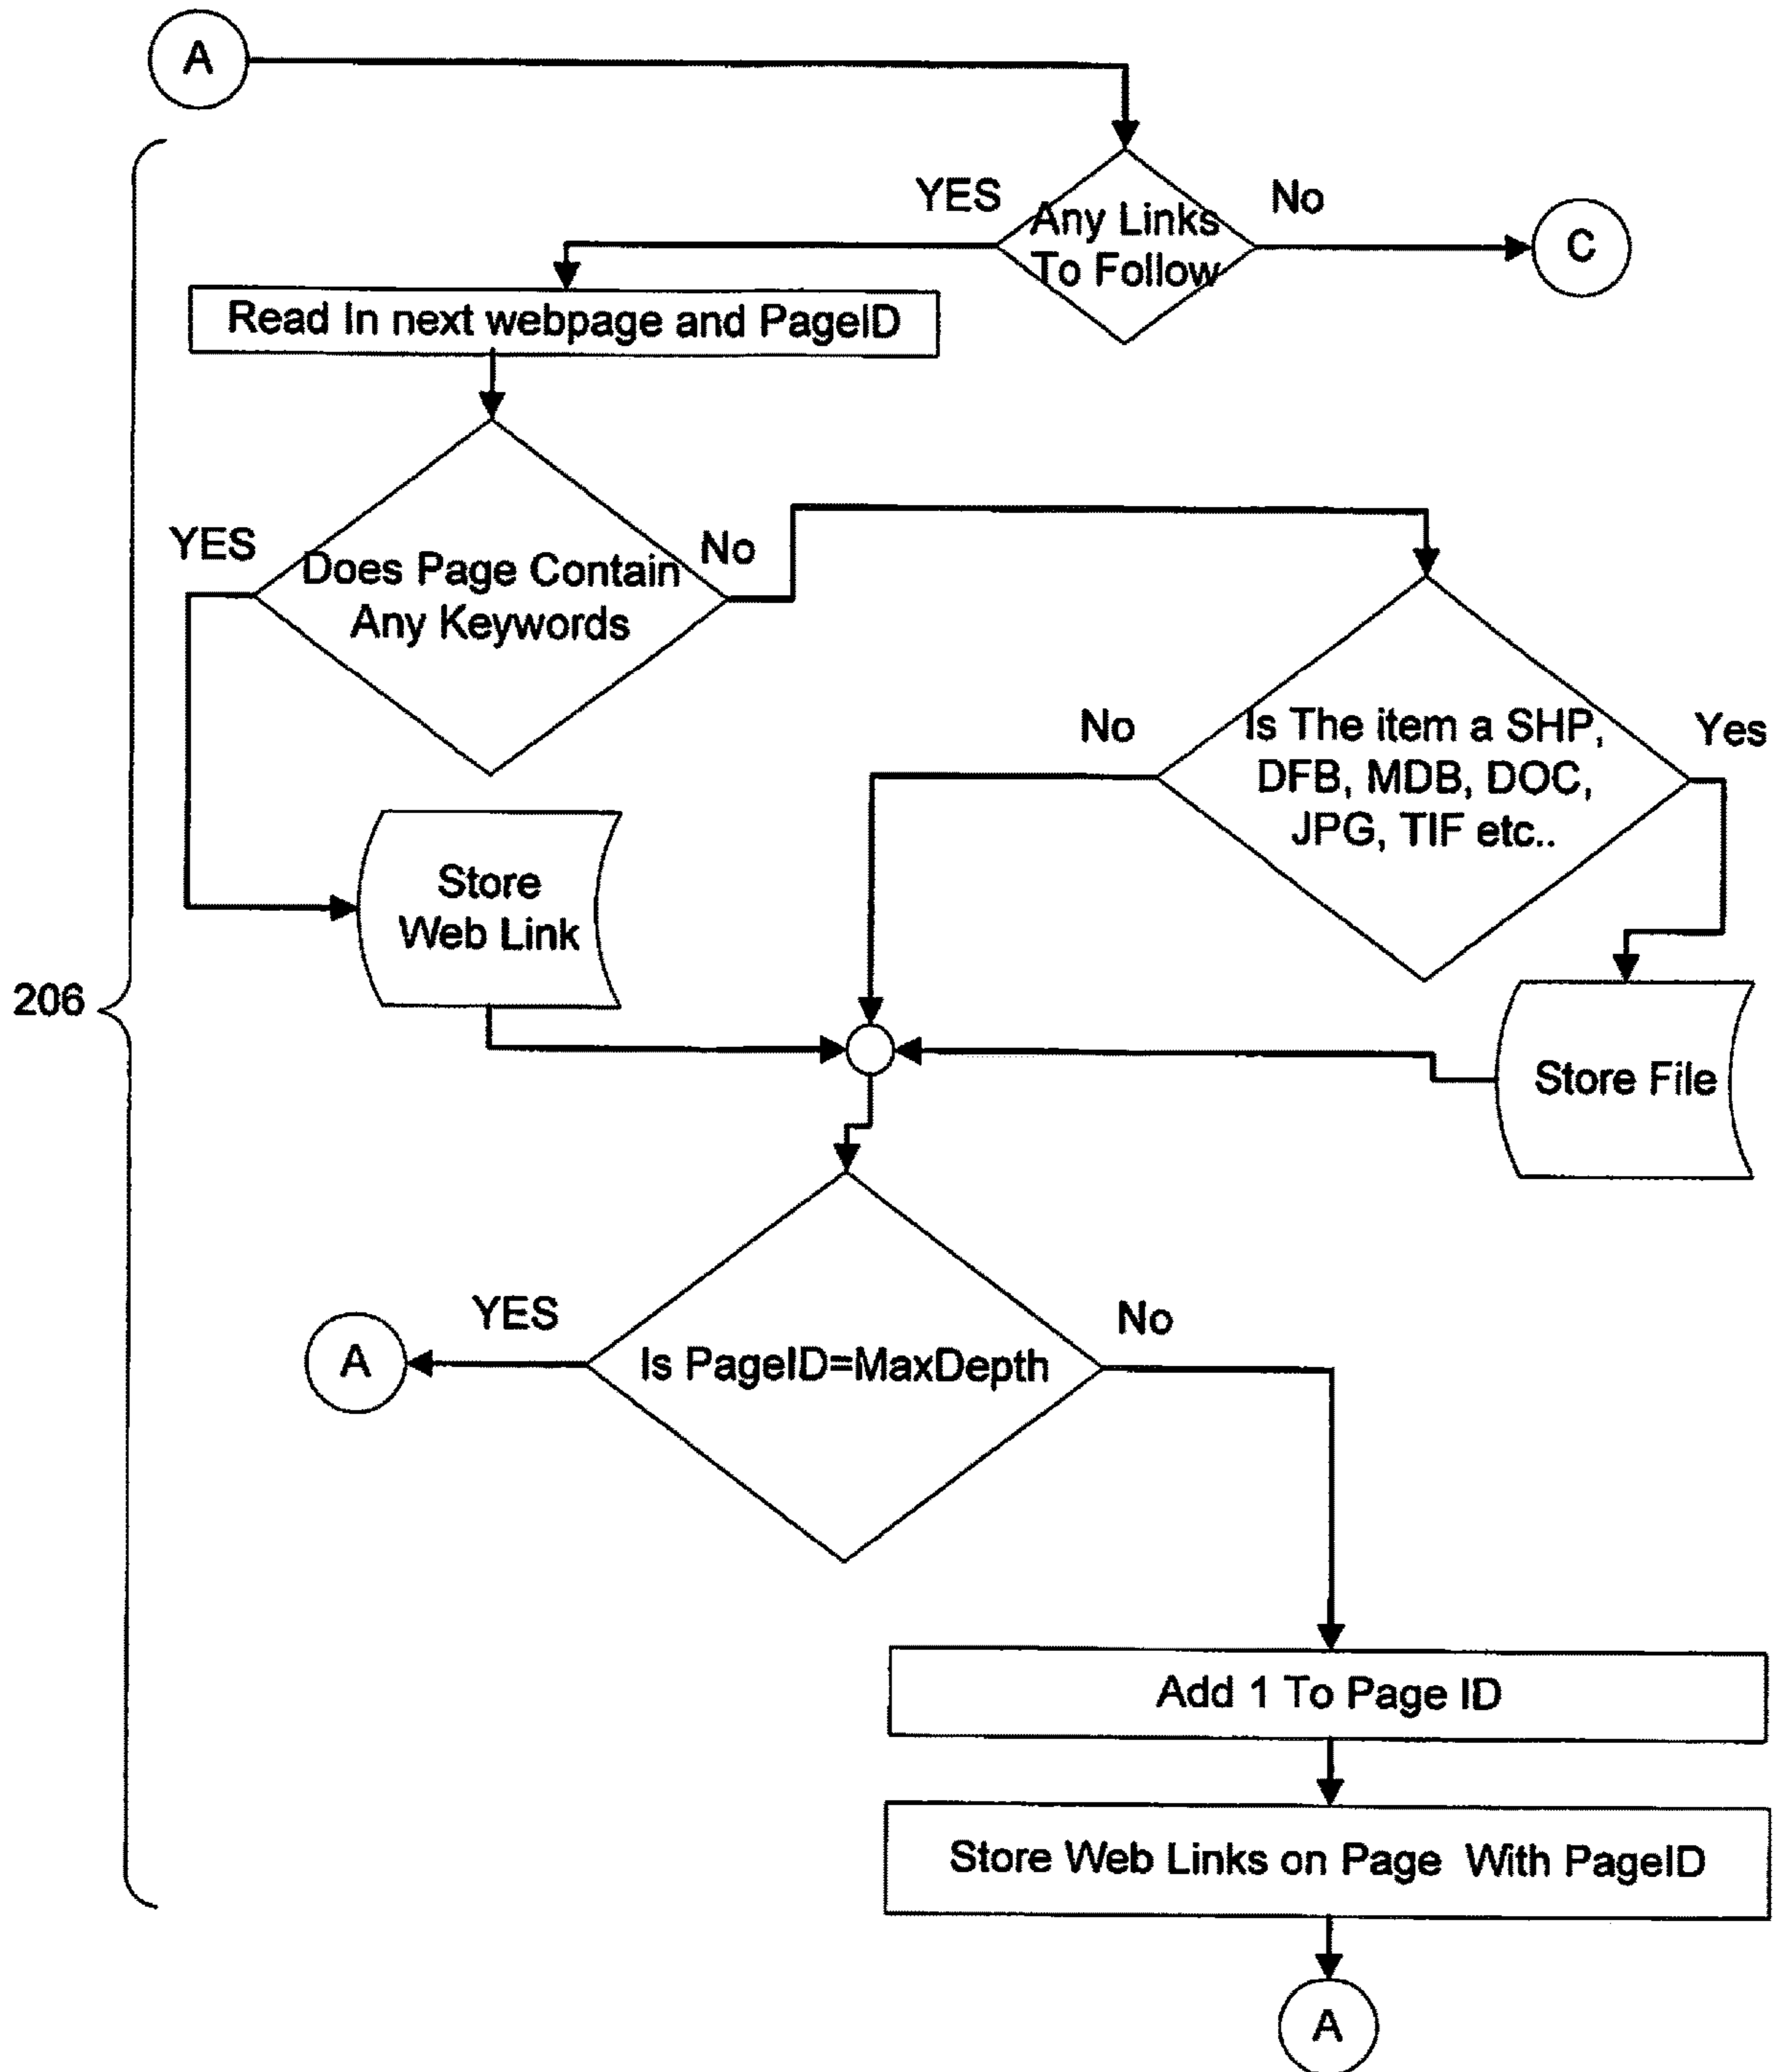 A
YES
No
Any Links
To Follow
C
Read In next webpage and PageID
YES
Does Page Contain
Any Keywords
No
No
Is The item a SHP,
DFB, MDB, DOC,
JPG, TIF etc..
Yes
Store
Web Link
206
Store File
A
YES
Is PageID=MaxDepth
No
Add 1 To Page ID
Store Web Links on Page With PageID
A